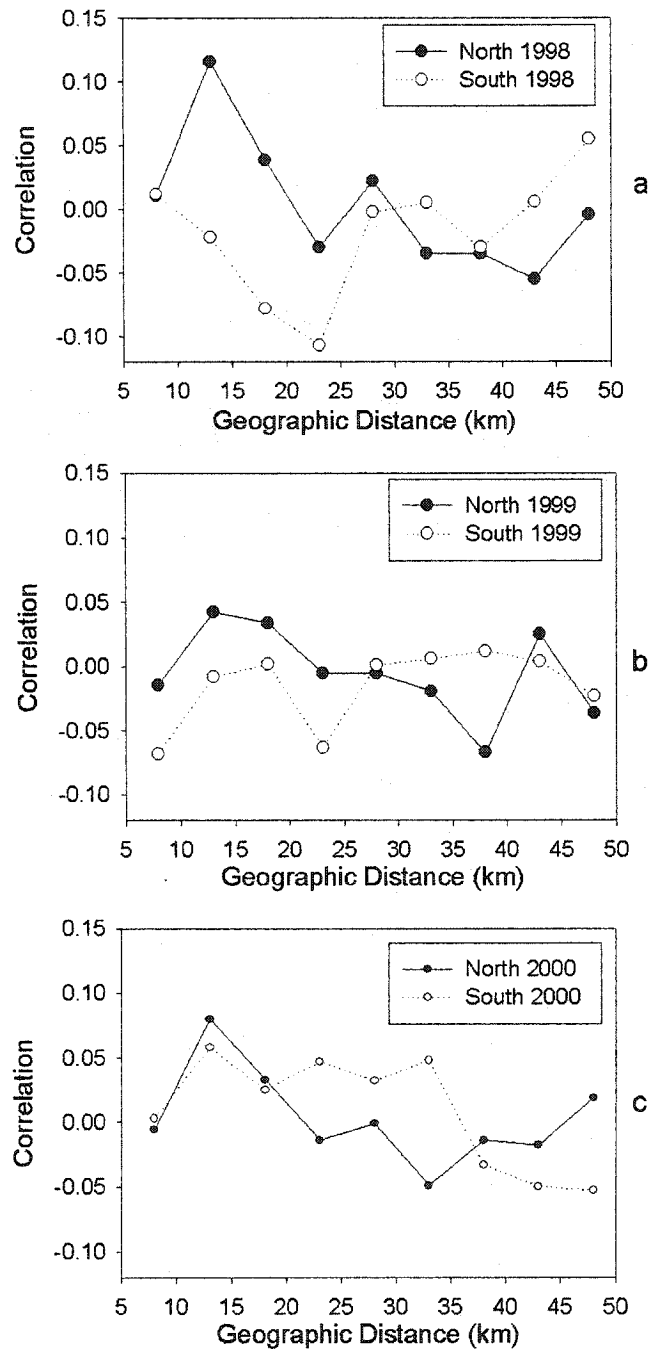 0.15
North 1998
South 1998
0.10
0.05
0.00
-0.05
-0.10
Correlation
a
5 10 15 20 25 30 35 40 45 50
Geographic Distance (km)
0.15
North 1999
South 1999
0.10
0.05
0.00
-0.05
-0.10
Correlation
b
5 10 15 20 25 30 35 40 45 50
Geographic Distance (km)
0.15
North 2000
South 2000
0.10
0.05
0.00
-0.05
-0.10
Correlation
c
5 10 15 20 25 30 35 40 45 50
Geographic Distance (km)